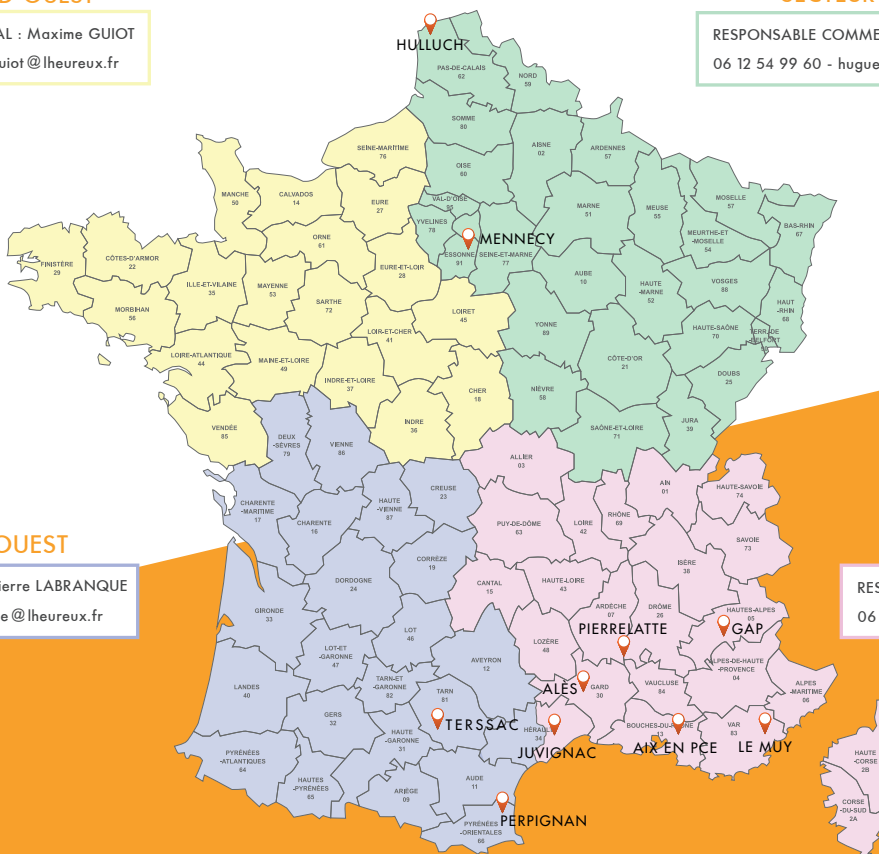 D-OUEST
SECTEUR
AL : Maxime GUIOT
uiot@lheureux.fr
RESPONSABLE COMME
06 12 54 99 60 - hugue
HULLUCH
PAS-DE-CALAIS
62
NORD
59
SOMME
80
SEINE-MARITIME
76
AISNE
02
ARDENNES
57
OISE
60
MANCHE
50
CALVADOS
14
EURE
27
VAL-D'OISE
95
YVELINES
78
MARNE
51
MEUSE
55
MOSELLE
57
BAS-RHIN
67
MEURTHE-ET
-MOSELLE
54
ORNE
61
MENNECY
ESSONNE
91
SEINE-ET-MARNE
77
FINISTÈRE
29
CÔTES-D'ARMOR
22
EURE-ET-LOIR
28
AUBE
10
HAUTE
-MARNE
52
VOSGES
88
ILLE-ET-VILAINE
35
MAYENNE
53
SARTHE
72
LOIRET
45
HAUT
-RHIN
68
MORBIHAN
56
LOIR-ET-CHER
41
YONNE
89
HAUTE-SAÔNE
70
TERR.-DE
-BELFORT
LOIRE-ATLANTIQUE
44
MAINE-ET-LOIRE
49
CÔTE-D'OR
21
DOUBS
25
INDRE-ET-LOIRE
37
CHER
18
NIÈVRE
58
VENDÉE
85
INDRE
36
SAÔNE-ET-LOIRE
71
JURA
39
DEUX
-SÈVRES
79
VIENNE
86
ALLIER
03
AIN
01
HAUTE-SAVOIE
74
CREUSE
23
CHARENTE
-MARITIME
17
HAUTE
-VIENNE
87
CHARENTE
16
PUY-DE-DÔME
63
LOIRE
42
RHÔNE
69
SAVOIE
73
OUEST
CORRÈZE
19
ISÈRE
38
ierre LABRANQUE
e@lheureux.fr
DORDOGNE
24
CANTAL
15
HAUTE-LOIRE
43
RES
06
GIRONDE
33
ARDÈCHE
07
DRÔME
26
HAUTES-ALPES
05
LOT
46
LOZÈRE
48
PIERRELATTE
GAP
LOT-ET
-GARONNE
47
AVEYRON
12
ALPES-DE-HAUTE
-PROVENCE
04
LANDES
40
TARN-ET
-GARONNE
82
TARN
81
ALÈS
GARD
30
VAUCLUSE
84
ALPES
-MARITIME
06
GERS
32
TERSSAC
HÉRAULT
34
BOUCHES-DU-RHÔNE
13
VAR
83
HAUTE
-GARONNE
31
JUVIGNAC
AIX EN PCE
LE MUY
PYRÉNÉES
-ATLANTIQUES
64
HAUTES
-PYRÉNÉES
65
ARIÈGE
09
AUDE
11
HAUTE
-CORSE
2B
PERPIGNAN
PYRÉNÉES
-ORIENTALES
66
CORSE
-DU-SUD
2A